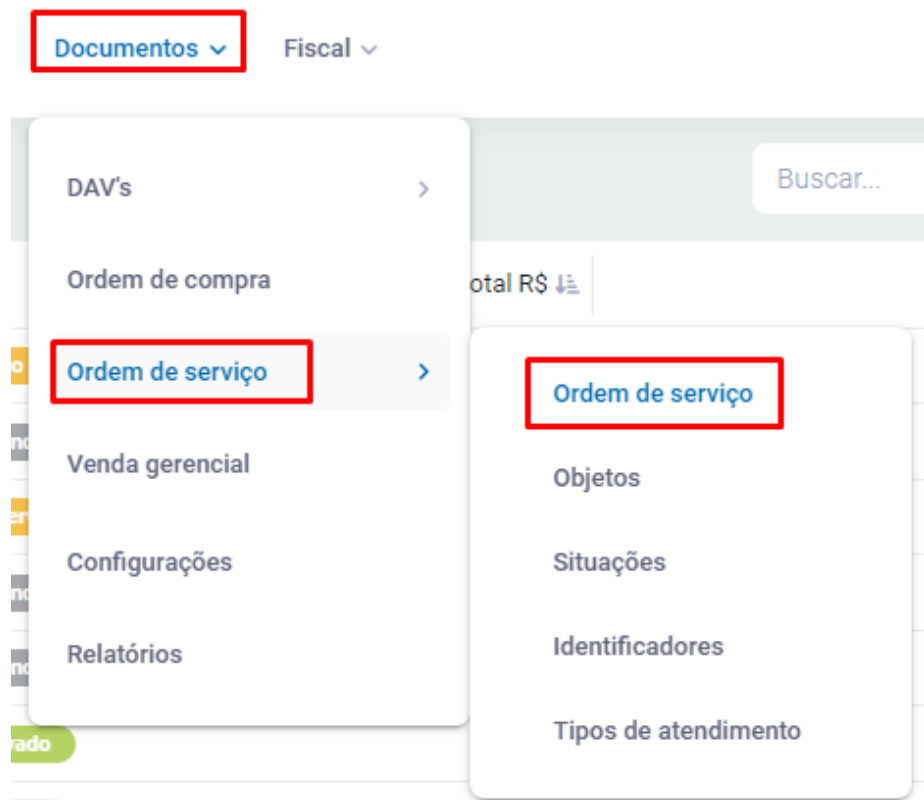 Documentos
Fiscal
DAV's
Buscar...
Ordem de compra
otal R$
Ordem de serviço
Ordem de serviço
Venda gerencial
Objetos
Configurações
Situações
Relatórios
Identificadores
Tipos de atendimento
vado